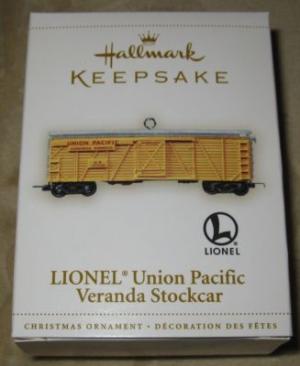 Hallmark
KEEPSAKE
UNION PACIFIC
L
LIONEL
LIONEL® Union Pacific
Veranda Stockcar
CHRISTMAS ORNAMENT • DÉCORATION DES FÊTES